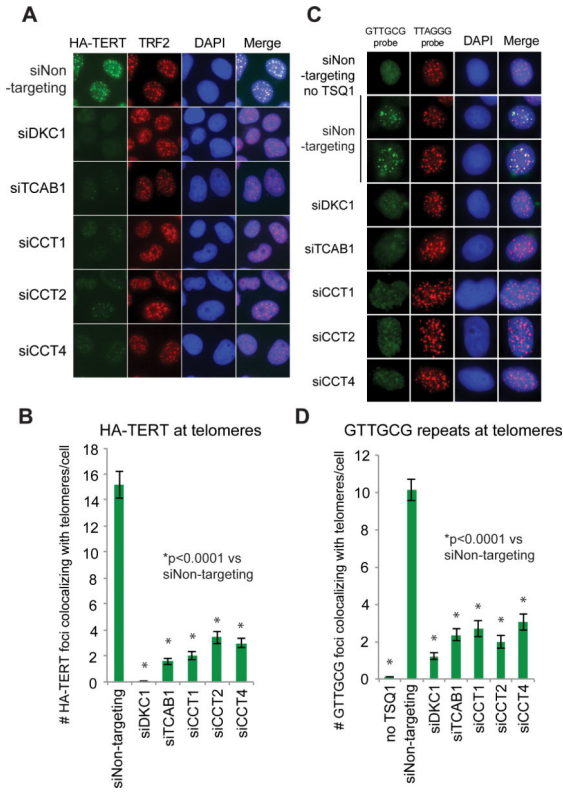 A
HA-TERT TRF2 DAPI Merge
siNon
-targeting
siDKC1
siTCAB1
siCCT1
siCCT2
siCCT4
C
GTTGCG TTAGGG
probe probe DAPI Merge
siNon
-targeting
no TSQ1
siNon
-targeting
siDKC1
siTCAB1
siCCT1
siCCT2
siCCT4
B
HA-TERT at telomeres
# HA-TERT foci colocalizing with telomeres/cell
18
16
14
12
10
8
6
4
2
0
*p<0.0001 vs
siNon-targeting
* * * * *
siNon-targeting
siDKC1
siTCAB1
siCCT1
siCCT2
siCCT4
D
GTTGCG repeats at telomeres
# GTTGCG foci colocalizing with telomeres/cell
12
10
8
6
4
2
0
*p<0.0001 vs
siNon-targeting
* * * * * *
no TSQ1
siNon-targeting
siDKC1
siTCAB1
siCCT1
siCCT2
siCCT4